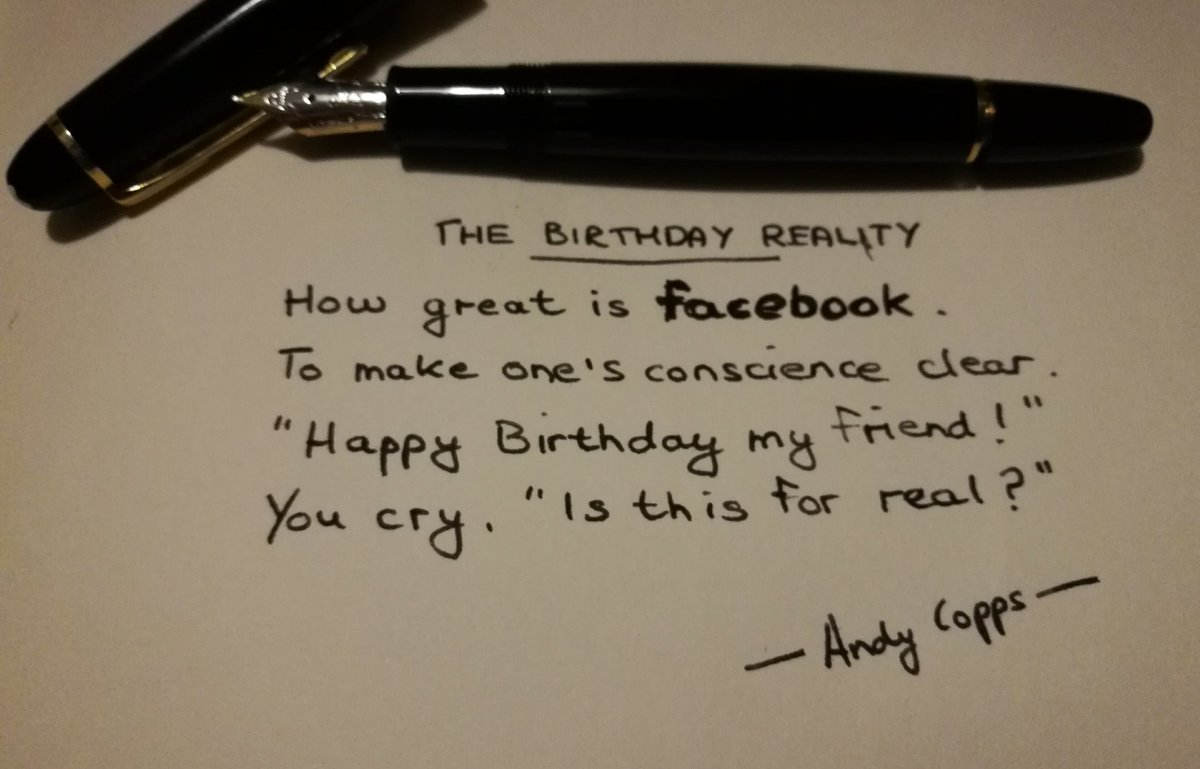 THE BIRTHDAY REALITY
How great is facebook.
To make one's conscience clear.
"Happy Birthday my friend!"
You cry. "Is this for real?"
— Andy Copps —